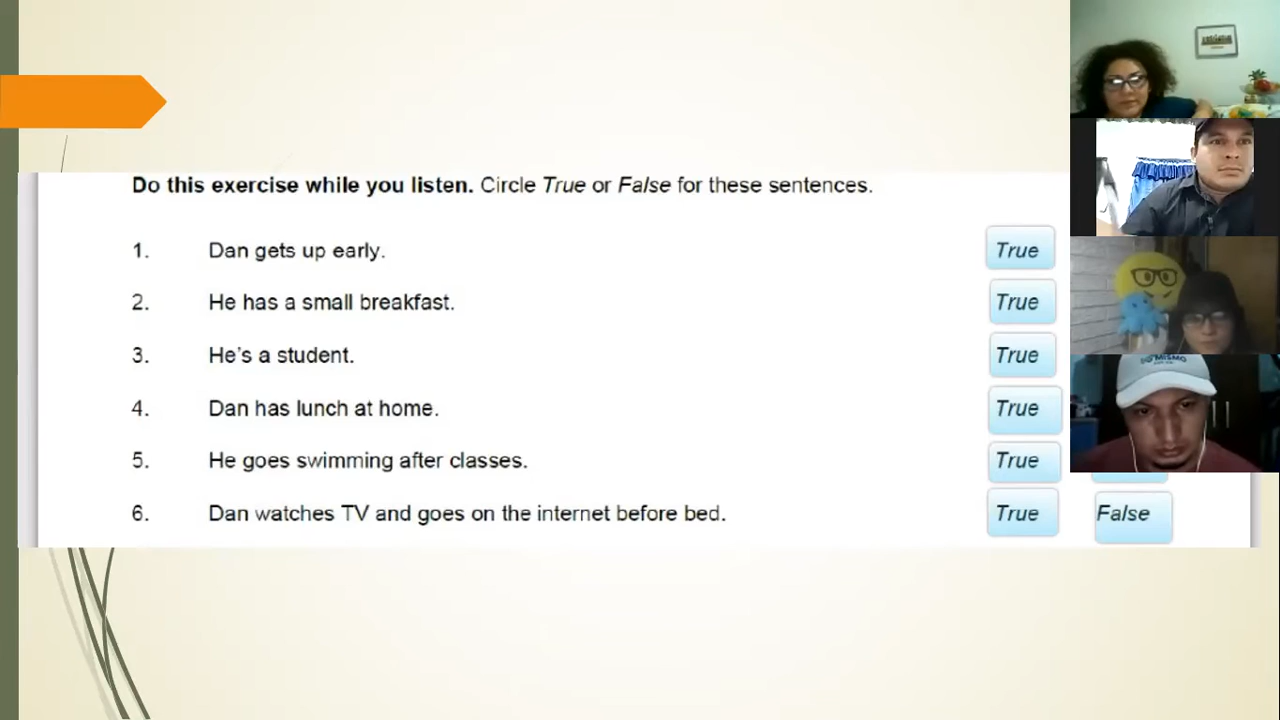 Do this exercise while you listen. Circle True or False for these sentences.
1. Dan gets up early. True
2. He has a small breakfast. True
3. He's a student. True
4. Dan has lunch at home. True
5. He goes swimming after classes. True
6. Dan watches TV and goes on the internet before bed. True False